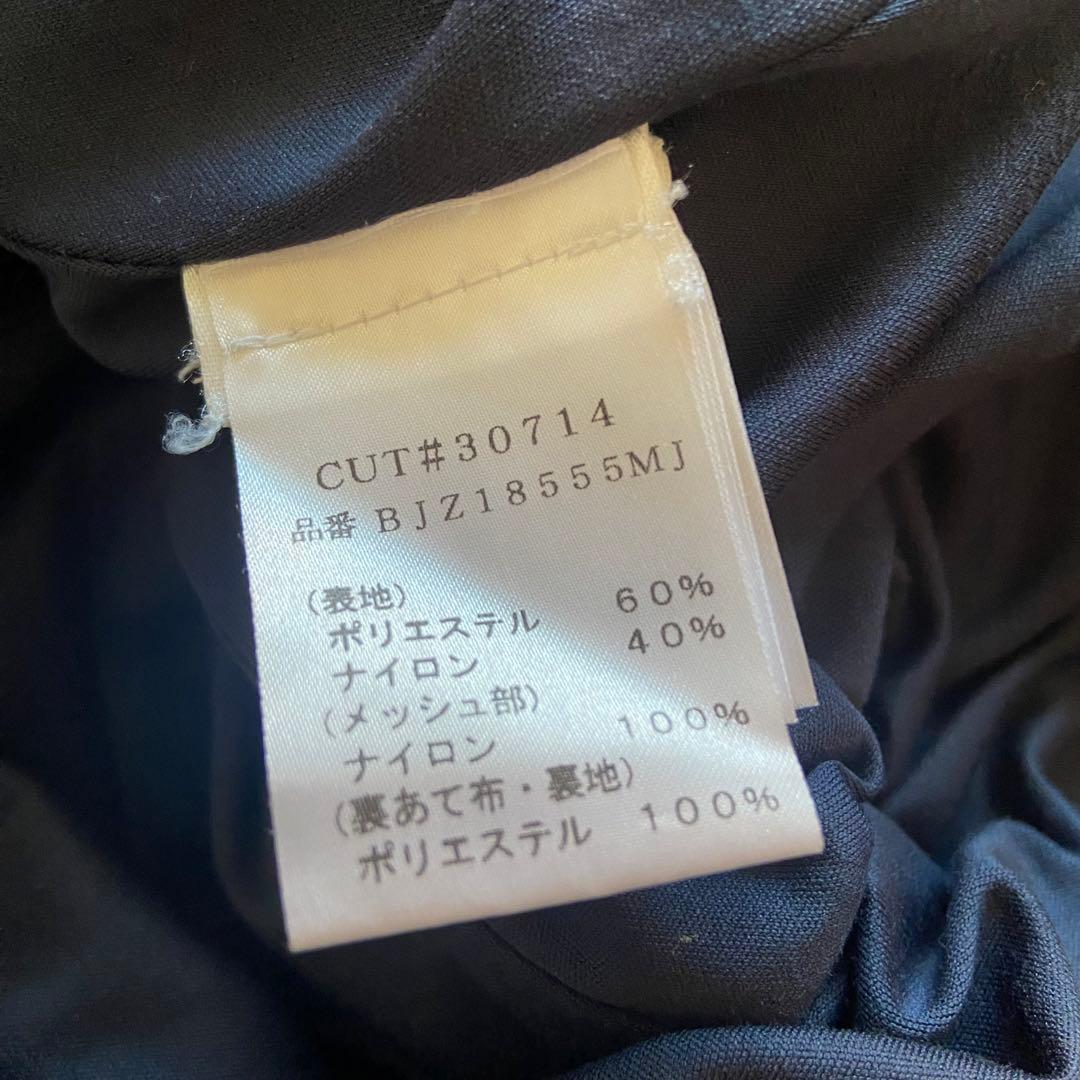 CUT#30714
品番 BJZ18555MJ
(表地)
ポリエステル 60%
ナイロン 40%
(メッシュ部)
ナイロン 100%
(裏あて布・裏地)
ポリエステル 100%